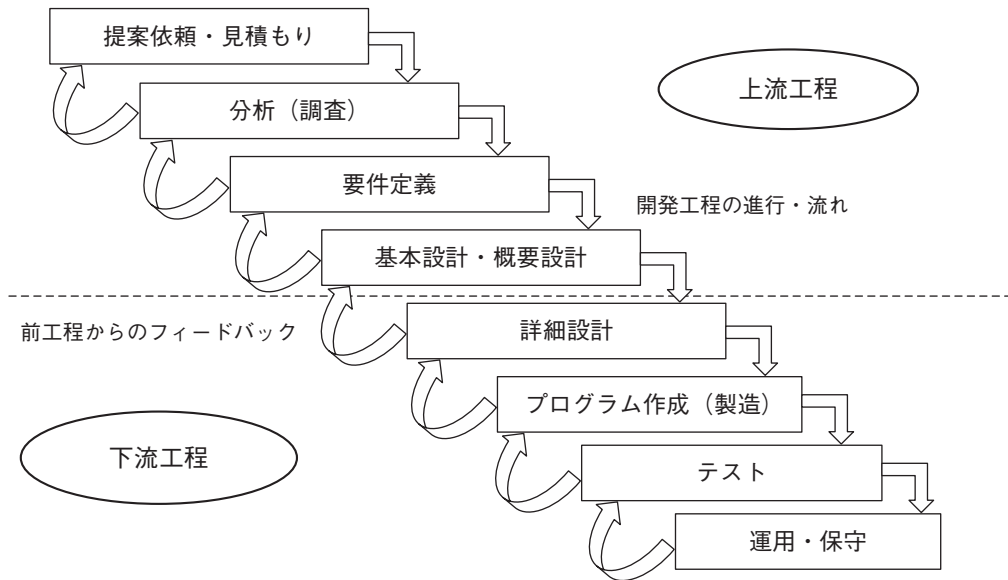 提案依頼・見積もり
分析（調査）
上流工程
要件定義
開発工程の進行・流れ
基本設計・概要設計
前工程からのフィードバック
詳細設計
プログラム作成（製造）
下流工程
テスト
運用・保守